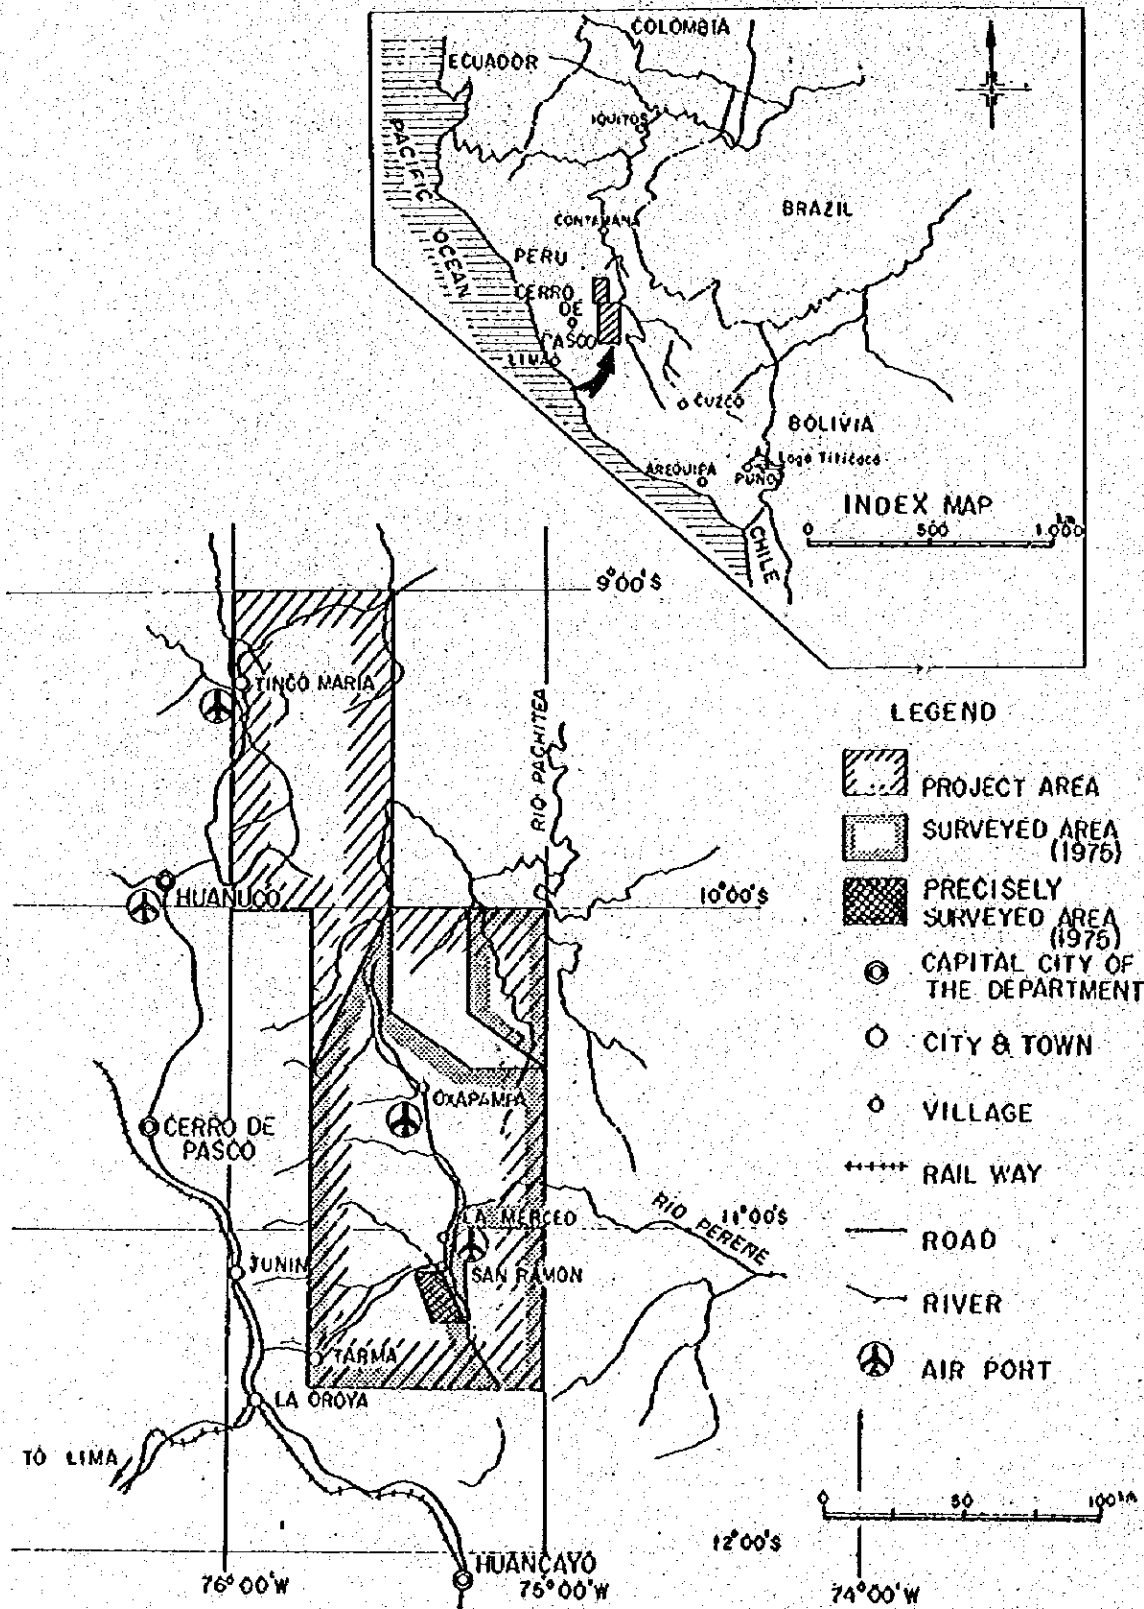 COLOMBIA
ECUADOR
IQUITOS
PACIFIC OCEAN
CONTAMANA
BRAZIL
PERU
CERRO
DE
PASCO
LIMA
CUZCO
BOLIVIA
Lago Titicaca
AREQUIPA
PUNO
INDEX MAP
CHILE
0 500 1.000 km
9°00'S
TINGO MARIA
RIO PACHITEA
LEGEND
PROJECT AREA
SURVEYED AREA
(1975)
PRECISELY
SURVEYED AREA
(1975)
CAPITAL CITY OF
THE DEPARTMENT
CITY & TOWN
VILLAGE
RAIL WAY
ROAD
RIVER
AIR PORT
HUANUCO
10°00'S
OXAPAMPA
CERRO DE
PASCO
LA MERCED
RIO PERENE
11°00'S
JUNIN
SAN RAMON
TARMA
LA OROYA
TO LIMA
0 50 100 km
12°00'S
HUANCAYO
76°00'W
75°00'W
74°00'W